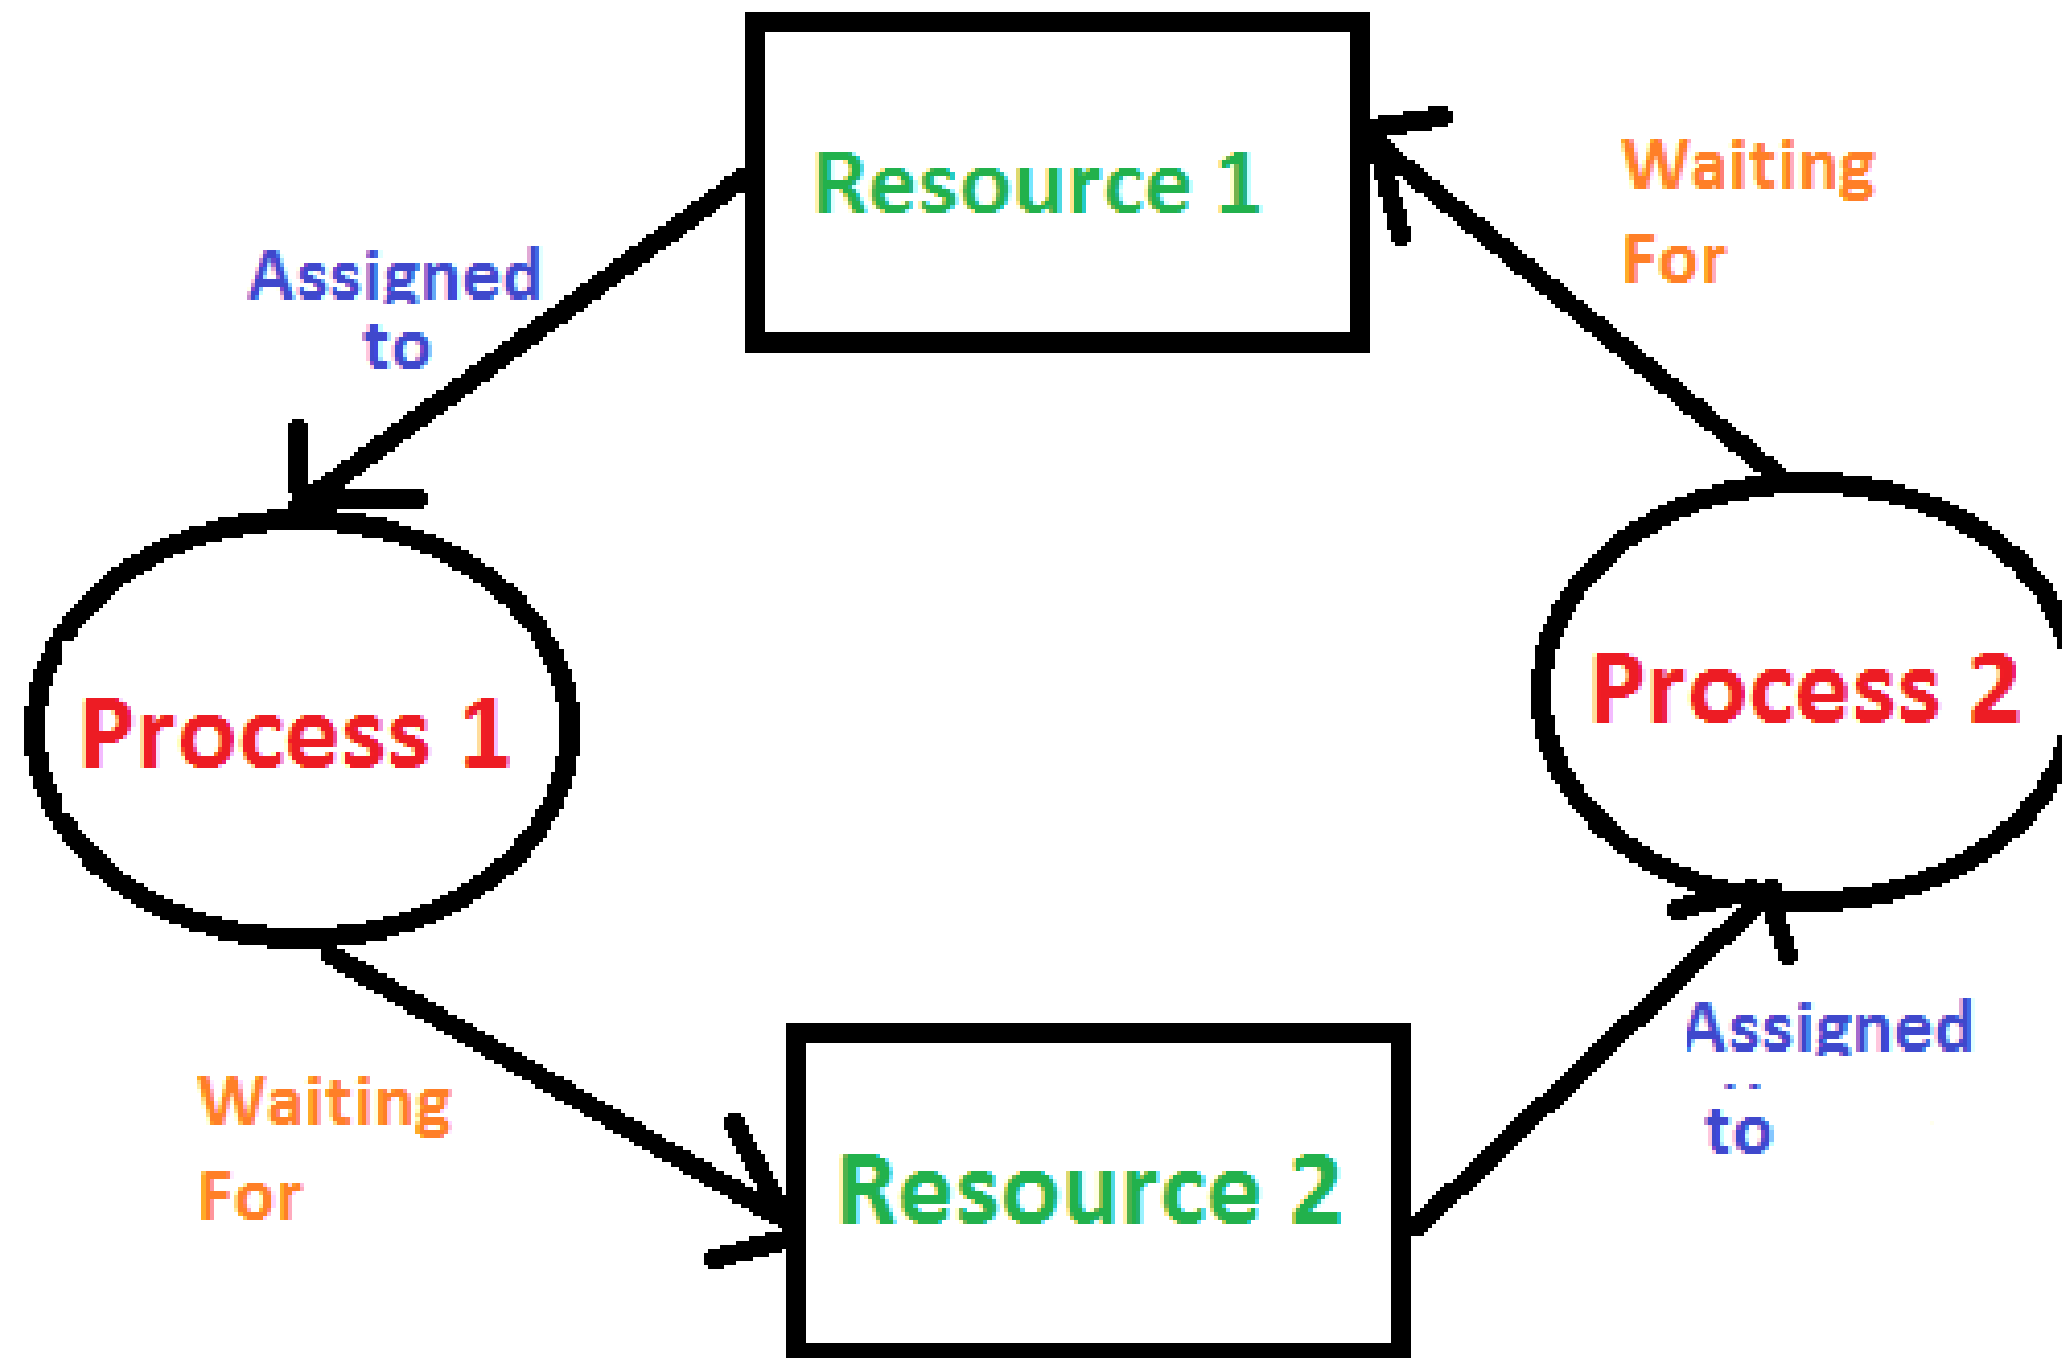 Resource 1
Waiting
For
Assigned
to
Process 1
Process 2
Waiting
For
Resource 2
Assigned
to